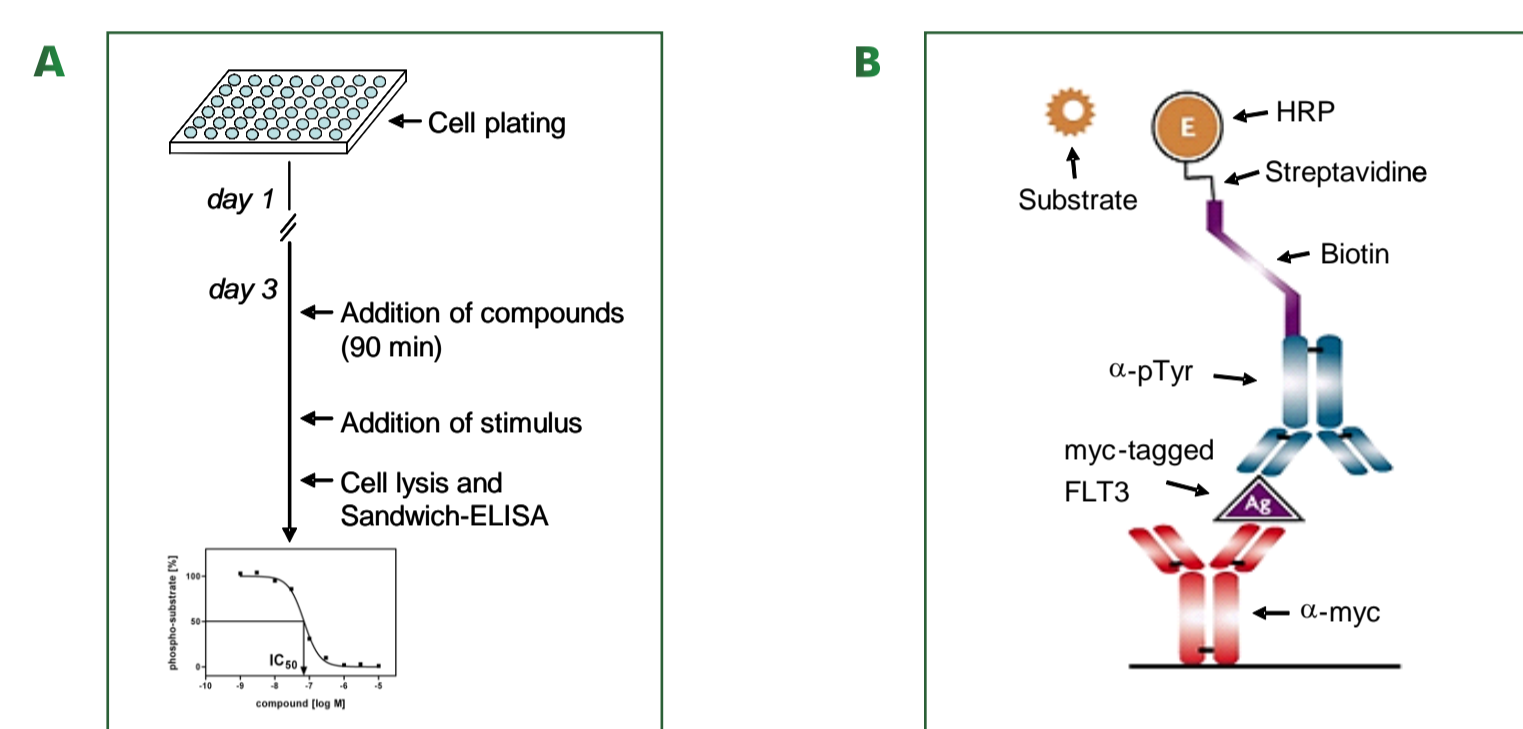 A
Cell plating
day 1
day 3
Addition of compounds
(90 min)
Addition of stimulus
Cell lysis and
Sandwich-ELISA
phospho-substrate [%]
100
50
0
IC50
-10 -9 -8 -7 -6 -5
compound [log M]
B
E
HRP
Streptavidine
Substrate
Biotin
α-pTyr
myc-tagged
FLT3
Ag
α-myc